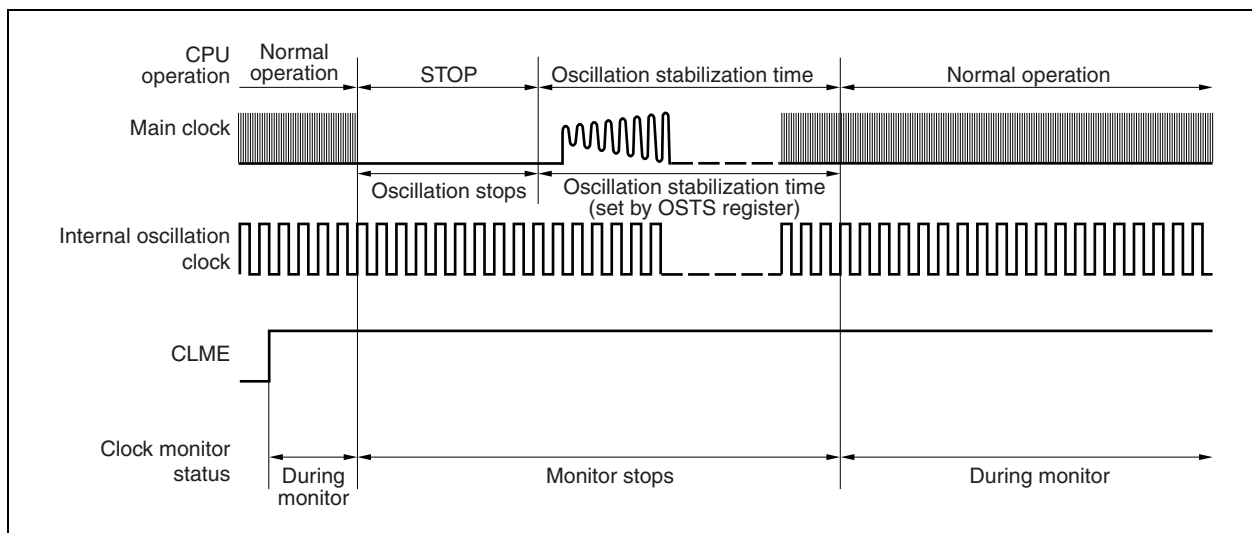 CPU
operation
Normal
operation
STOP
Oscillation stabilization time
Normal operation
Main clock
Oscillation stops
Oscillation stabilization time
(set by OSTS register)
Internal oscillation
clock
CLME
Clock monitor
status
During
monitor
Monitor stops
During monitor